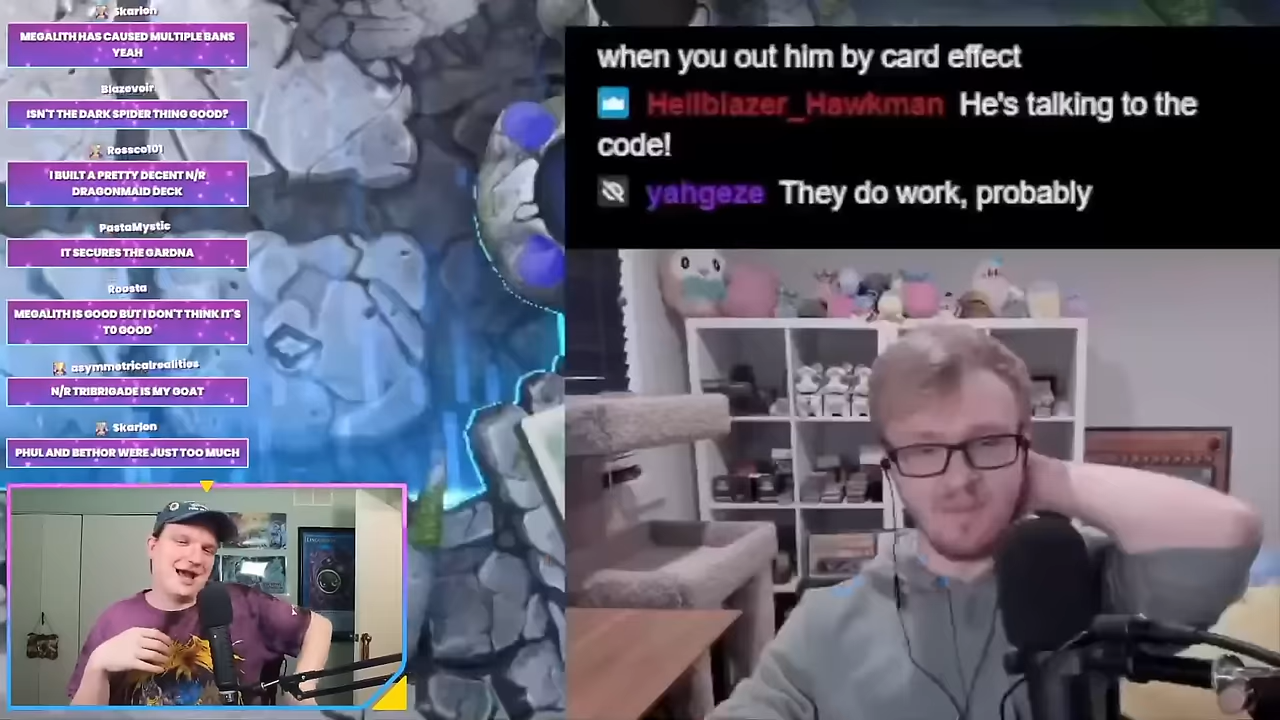 Skarlon
MEGALITH HAS CAUSED MULTIPLE BANS
YEAH
Blazevoir
ISN'T THE DARK SPIDER THING GOOD?
Rossco101
I BUILT A PRETTY DECENT N/R
DRAGONMAID DECK
PastaMystic
IT SECURES THE GARDNA
Roosta
MEGALITH IS GOOD BUT I DON'T THINK IT'S
TO GOOD
asymmetricalrealities
N/R TRIBRIGADE IS MY GOAT
Skarlon
PHUL AND BETHOR WERE JUST TOO MUCH
when you out him by card effect
Hellblazer_Hawkman He's talking to the
code!
yahgeze They do work, probably